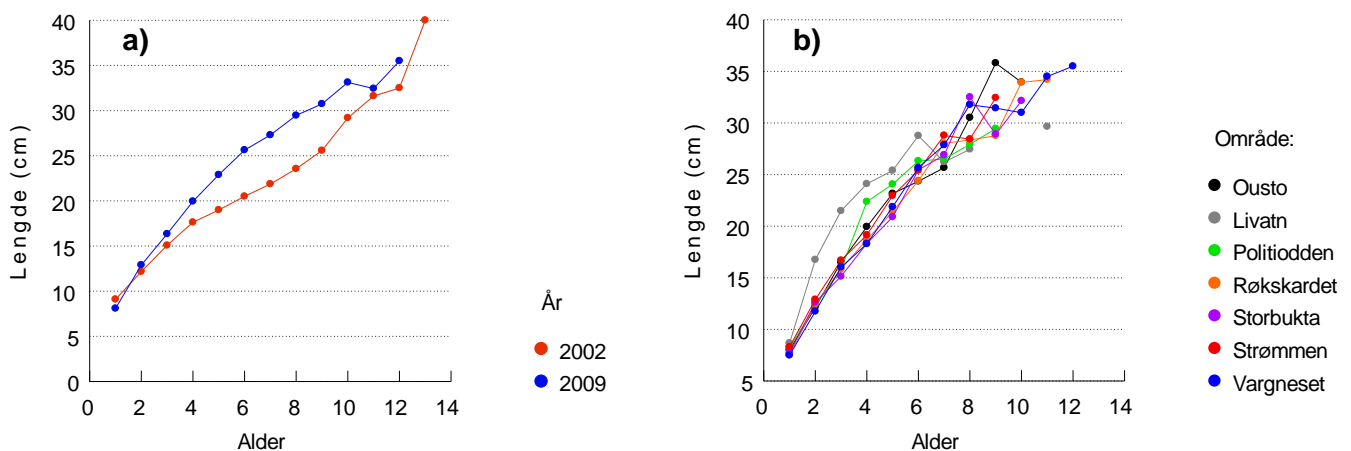 a)
Lengde (cm)
40
35
30
25
20
15
10
5
0
0 2 4 6 8 10 12 14
Alder
År
2002
2009
b)
Lengde (cm)
40
35
30
25
20
15
10
5
0 2 4 6 8 10 12 14
Alder
Område:
Ousto
Livatn
Politiodden
Røkskardet
Storbukta
Strømmen
Vargneset